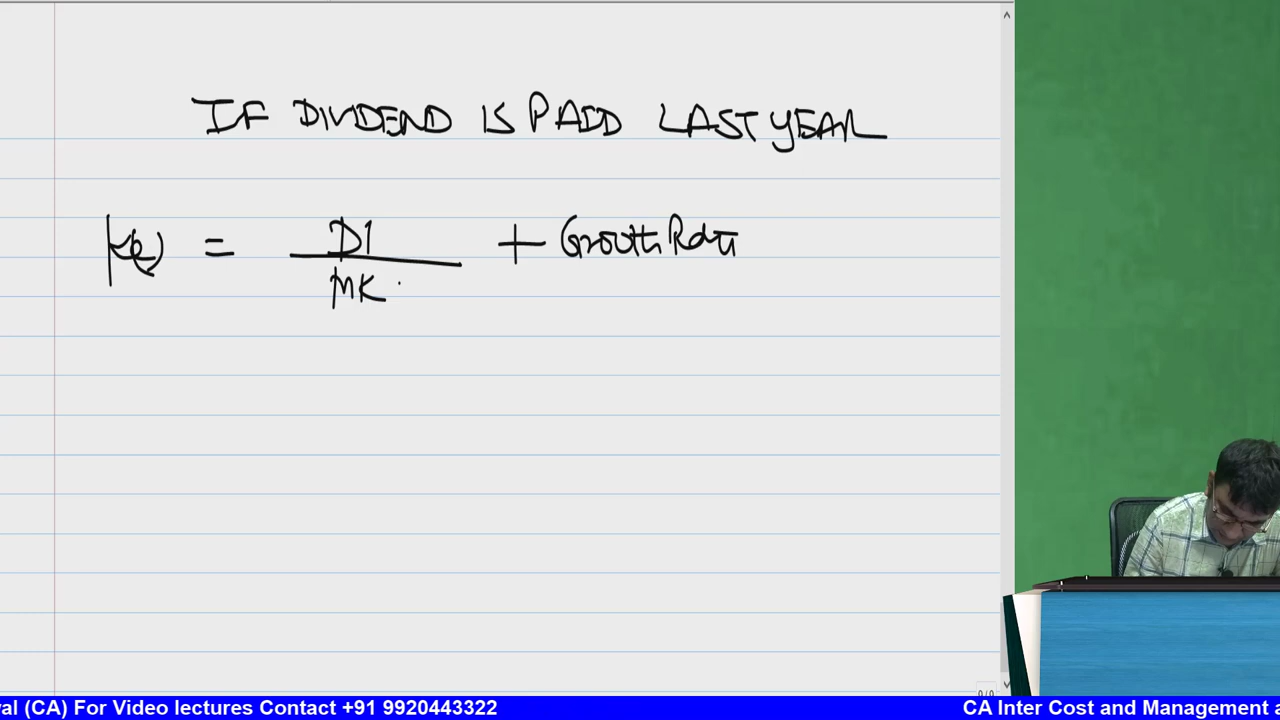 IF DIVIDEND IS PAID LAST YEAR
Ke = D1 + Growth Rate
MK
val (CA) For Video lectures Contact +91 9920443322 CA Inter Cost and Management a